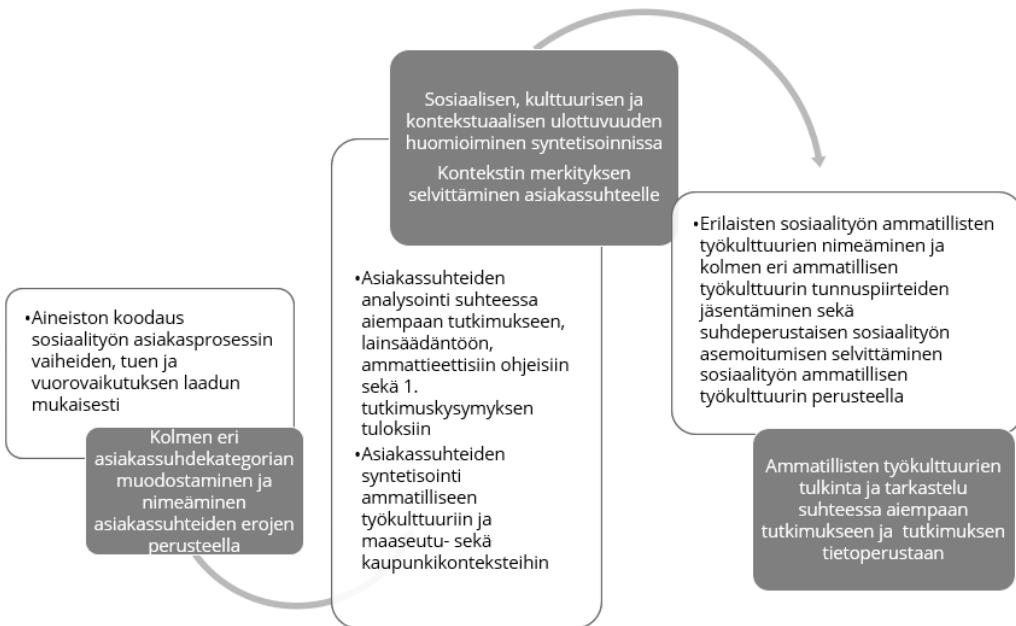 •Aineiston koodaus
sosiaalityön asiakasprosessin
vaiheiden, tuen ja
vuorovaikutuksen laadun
mukaisesti
Kolmen eri
asiakassuhdekategorian
muodostaminen ja
nimeäminen
asiakassuhteiden erojen
perusteella
Sosiaalisen, kulttuurisen ja
kontekstuaalisen ulottuvuuden
huomioiminen syntetisoinnissa
Kontekstin merkityksen
selvittäminen asiakassuhteelle
•Asiakassuhteiden
analysointi suhteessa
aiempaan tutkimukseen,
lainsäädäntöön,
ammattieettisiin ohjeisiin
sekä 1.
tutkimuskysymyksen
tuloksiin
•Asiakassuhteiden
syntetisointi
ammatilliseen
työkulttuuriin ja
maaseutu- sekä
kaupunkikonteksteihin
•Erilaisten sosiaalityön ammatillisten
työkulttuurien nimeäminen ja
kolmen eri ammatillisen
työkulttuurin tunnuspiirteiden
jäsentäminen sekä
suhdeperustaisen sosiaalityön
asemoitumisen selvittäminen
sosiaalityön ammatillisen
työkulttuurin perusteella
Ammatillisten työkulttuurien
tulkinta ja tarkastelu
suhteessa aiempaan
tutkimukseen ja tutkimuksen
tietoperustaan